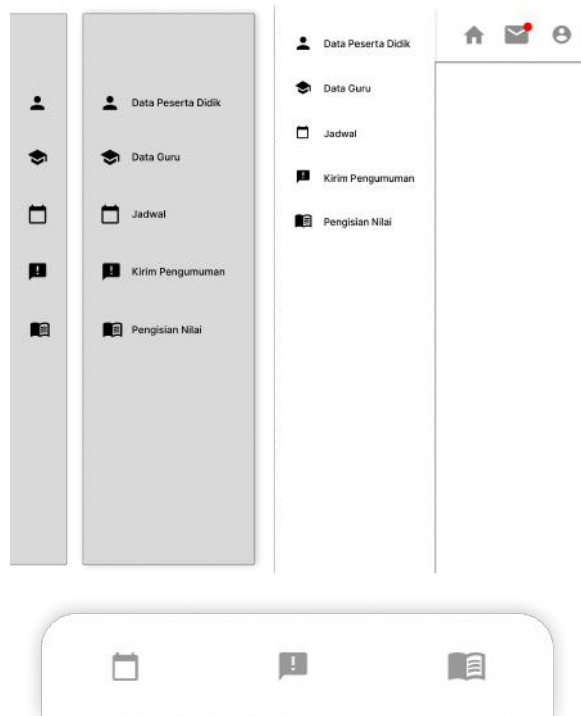 Data Peserta Didik
Data Guru
Jadwal
Kirim Pengumuman
Pengisian Nilai
Data Peserta Didik
Data Guru
Jadwal
Kirim Pengumuman
Pengisian Nilai